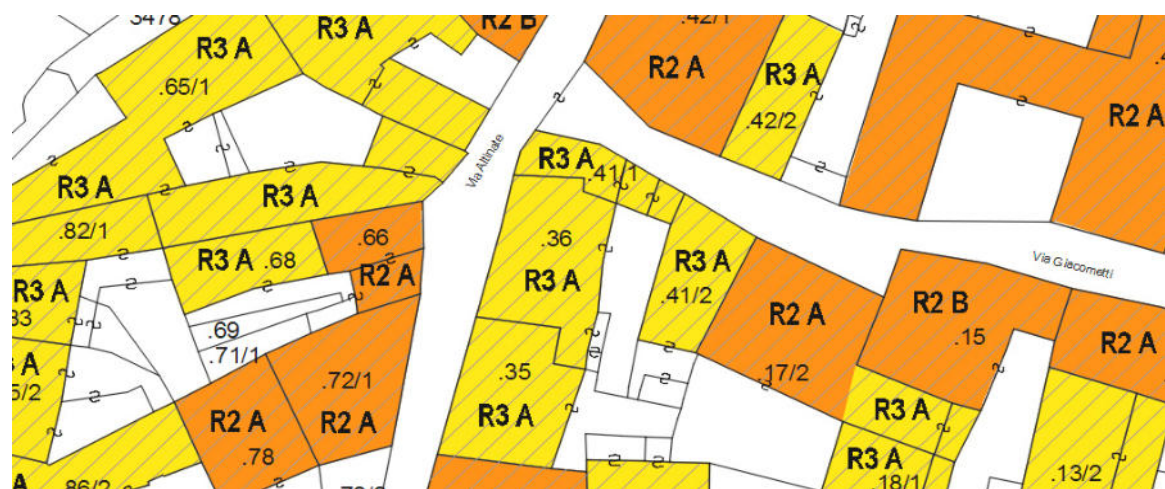 3478
R3 A
R2 B
.42/1
R3 A
R2 A
R3 A
.65/1
.42/2
R2 A
Via Altinate
R3 A
.41/1
R3 A
R3 A
.82/1
.66
.36
R3 A
.68
R3 A
Via Giacometti
R2 A
R3 A
R3 A
.41/2
R2 B
R2 A
.15
.69
R2 A
.71/1
.72/1
.35
17/2
R2 A
R2 A
R3 A
R3 A
.78
R3 A
.18/1
.13/2